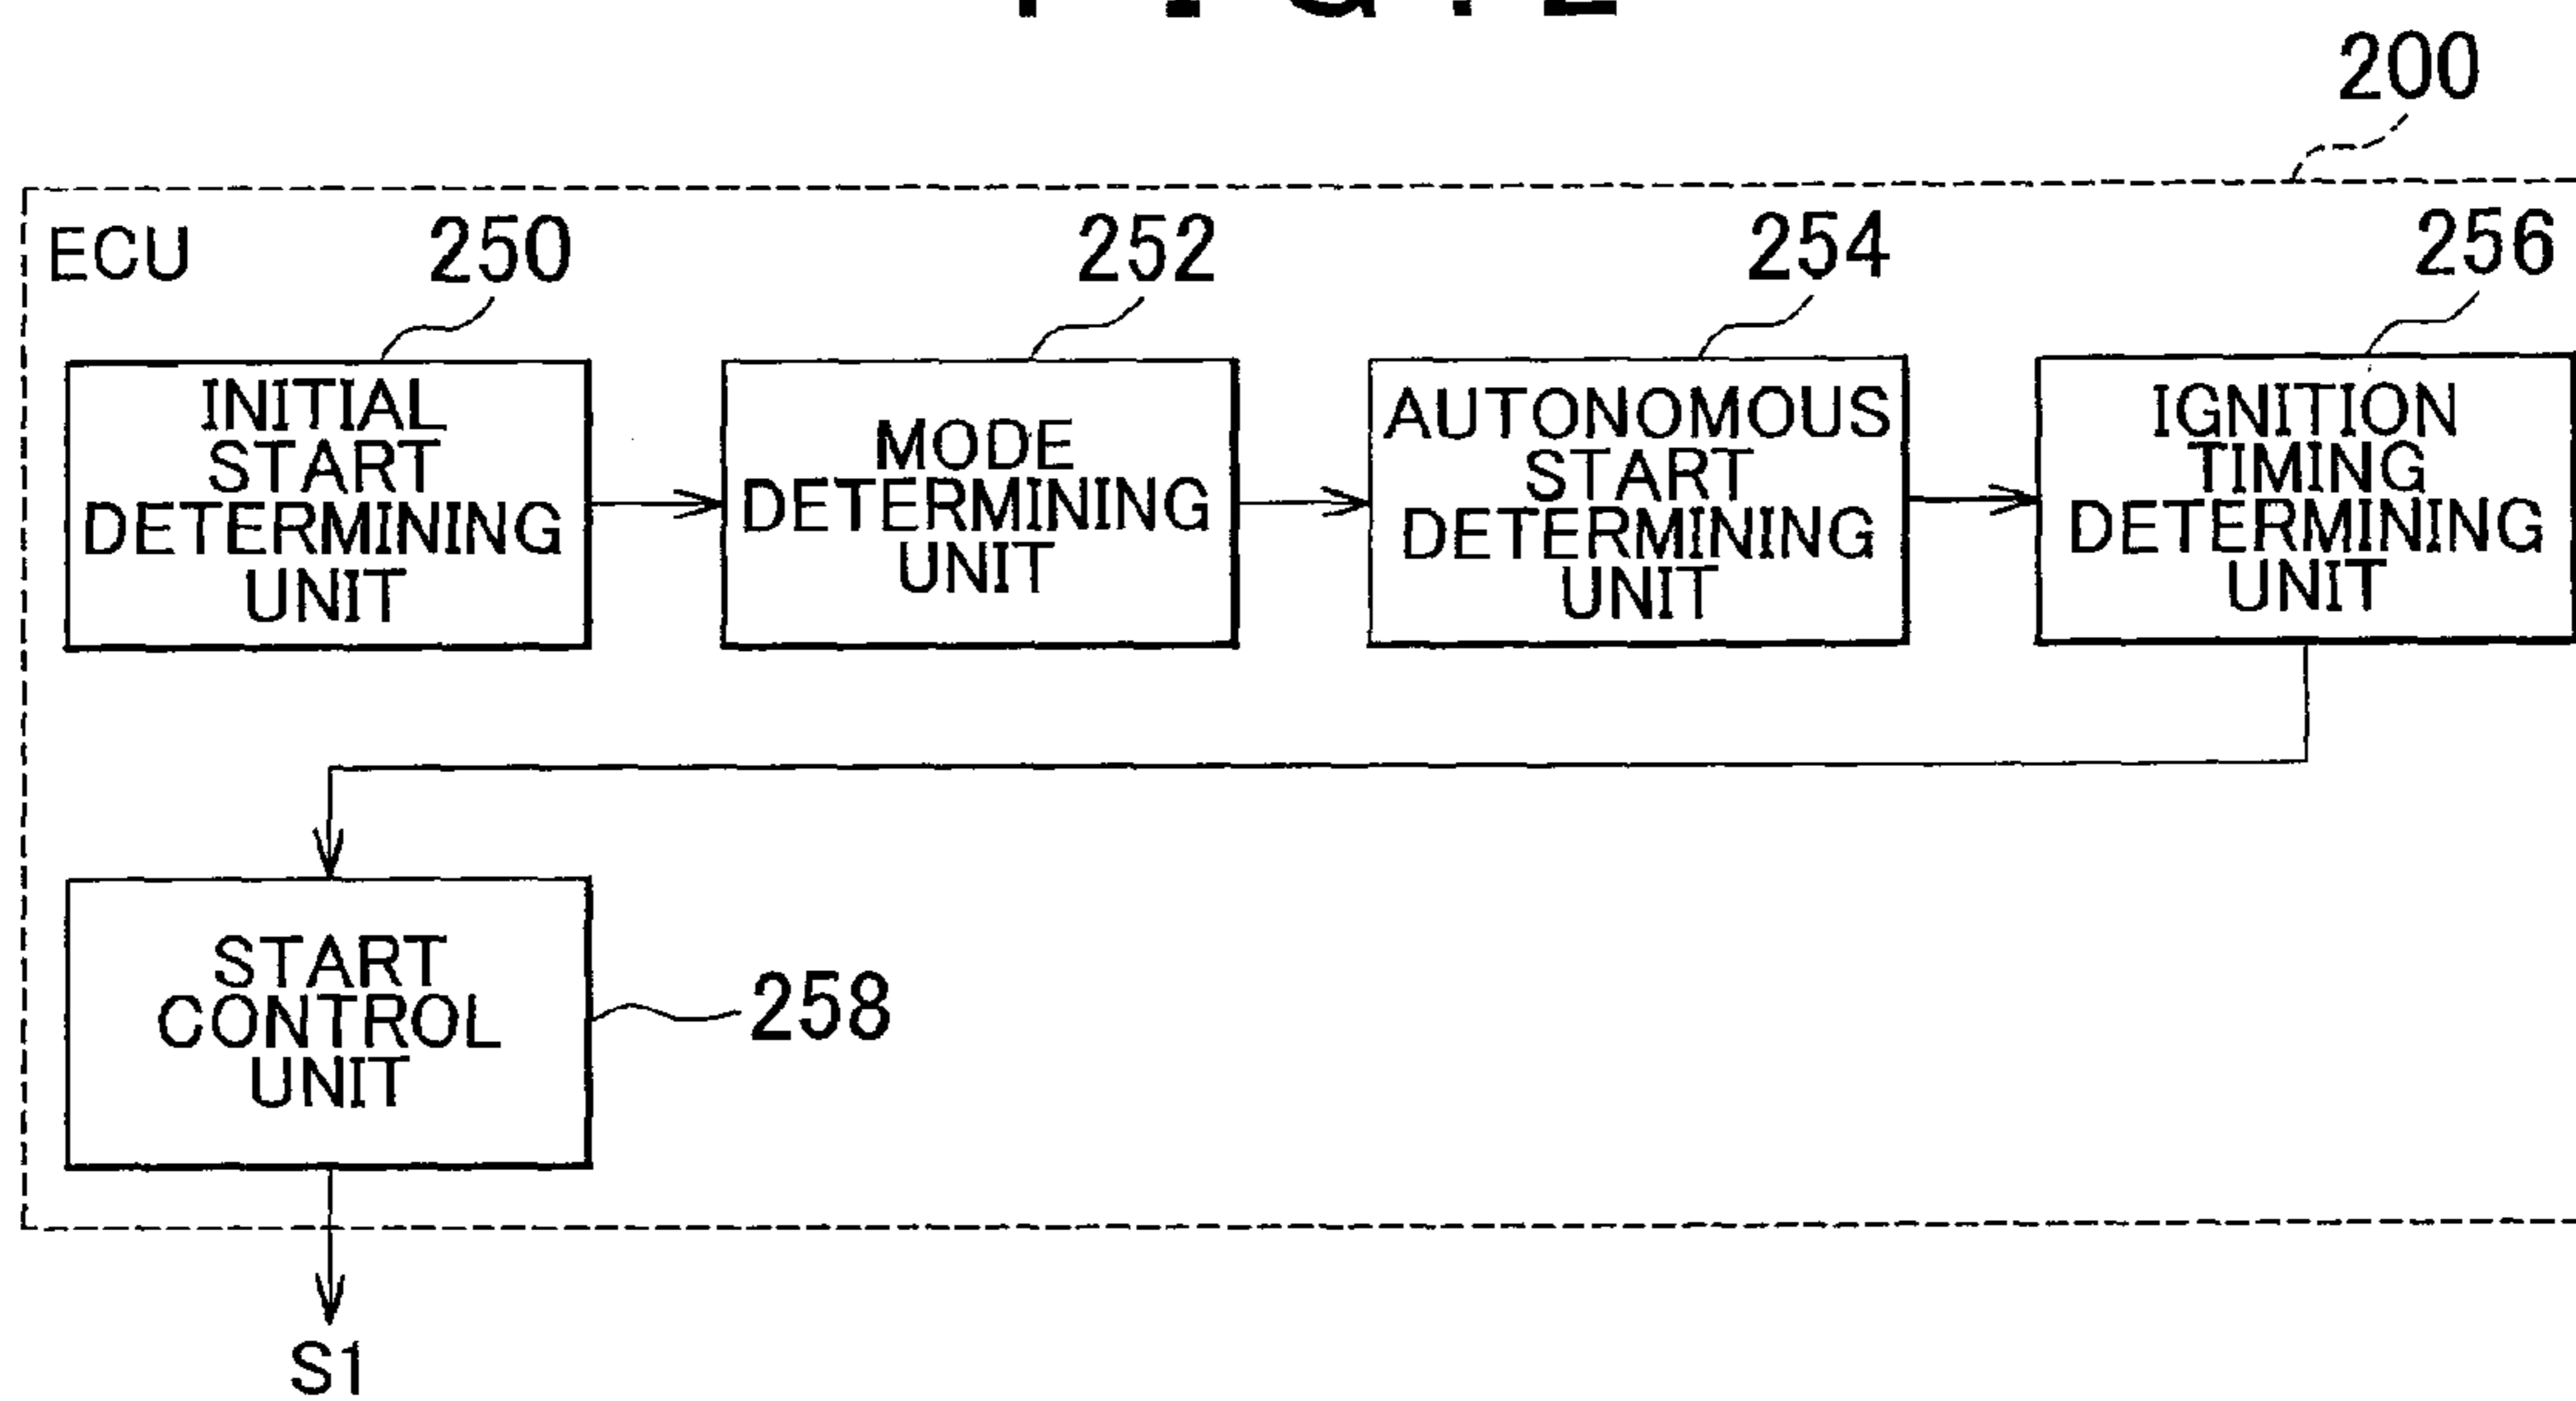 200
ECU
250
252
254
256
INITIAL
START
DETERMINING
UNIT
MODE
DETERMINING
UNIT
AUTONOMOUS
START
DETERMINING
UNIT
IGNITION
TIMING
DETERMINING
UNIT
START
CONTROL
UNIT
258
S1